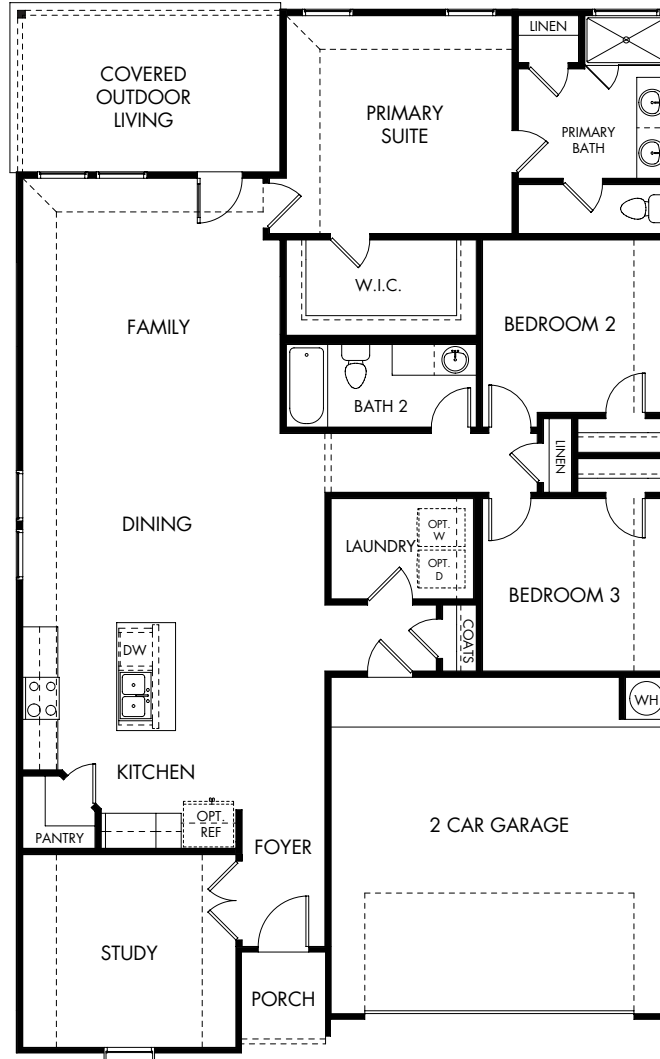 COVERED
OUTDOOR
LIVING
PRIMARY
SUITE
LINEN
PRIMARY
BATH
W.I.C.
FAMILY
BEDROOM 2
BATH 2
LINEN
DINING
LAUNDRY
OPT.
W
OPT.
D
BEDROOM 3
COATS
DW
WH
KITCHEN
OPT.
REF
PANTRY
FOYER
2 CAR GARAGE
STUDY
PORCH